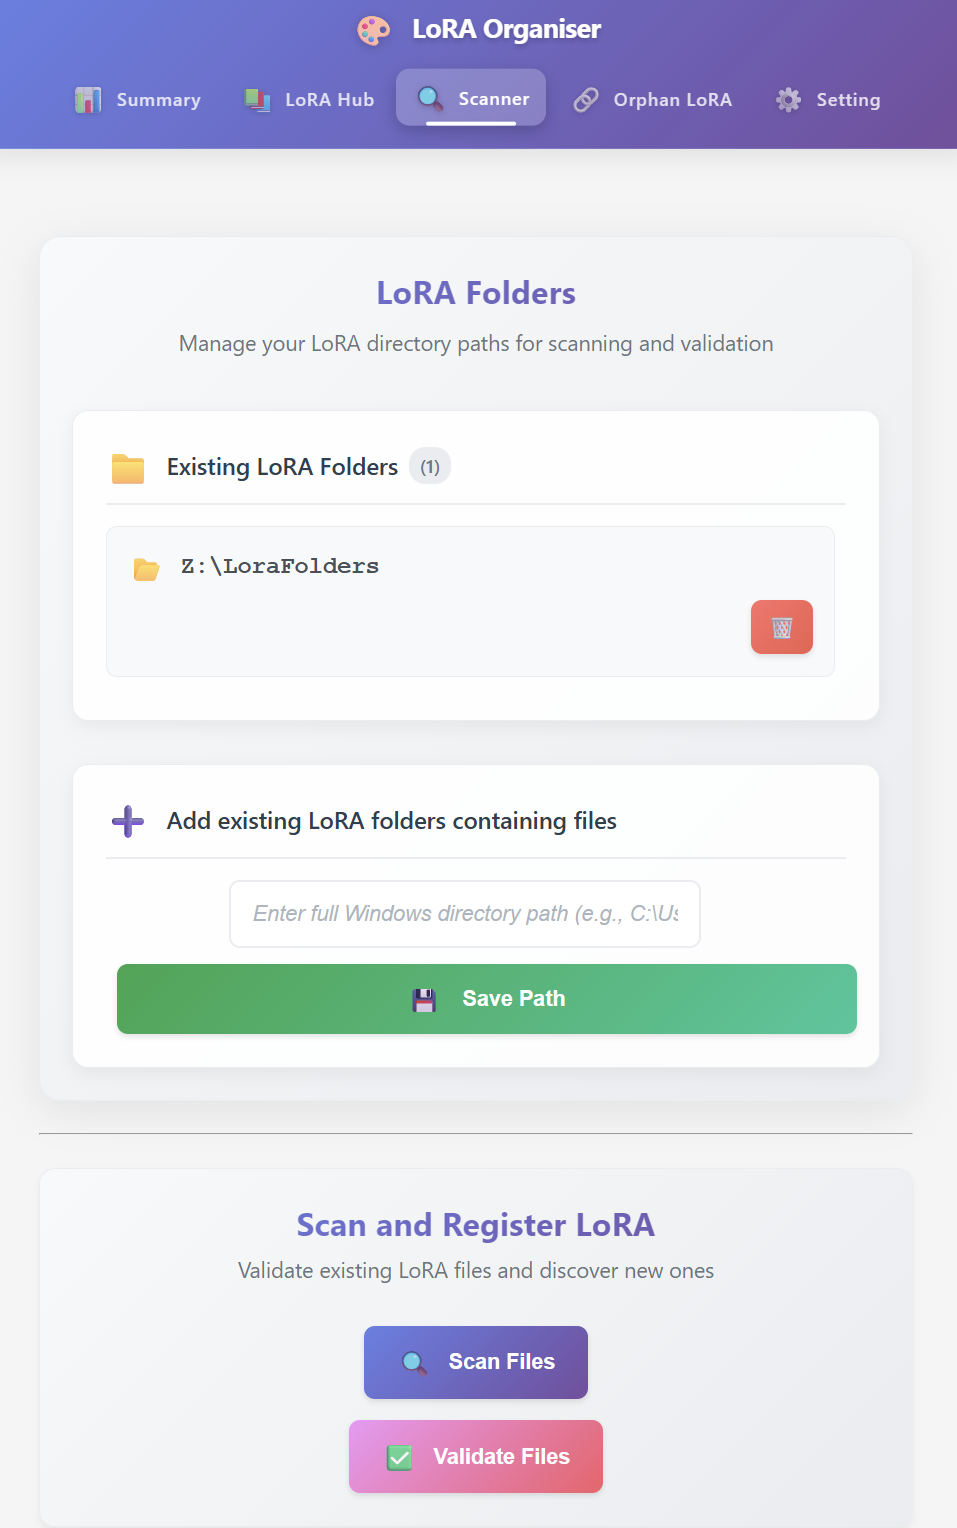 LoRA Organiser
Summary
LoRA Hub
Scanner
Orphan LoRA
Setting
LoRA Folders
Manage your LoRA directory paths for scanning and validation
Existing LoRA Folders (1)
Z:\LoraFolders
Add existing LoRA folders containing files
Enter full Windows directory path (e.g., C:\Us
Save Path
Scan and Register LoRA
Validate existing LoRA files and discover new ones
Scan Files
Validate Files